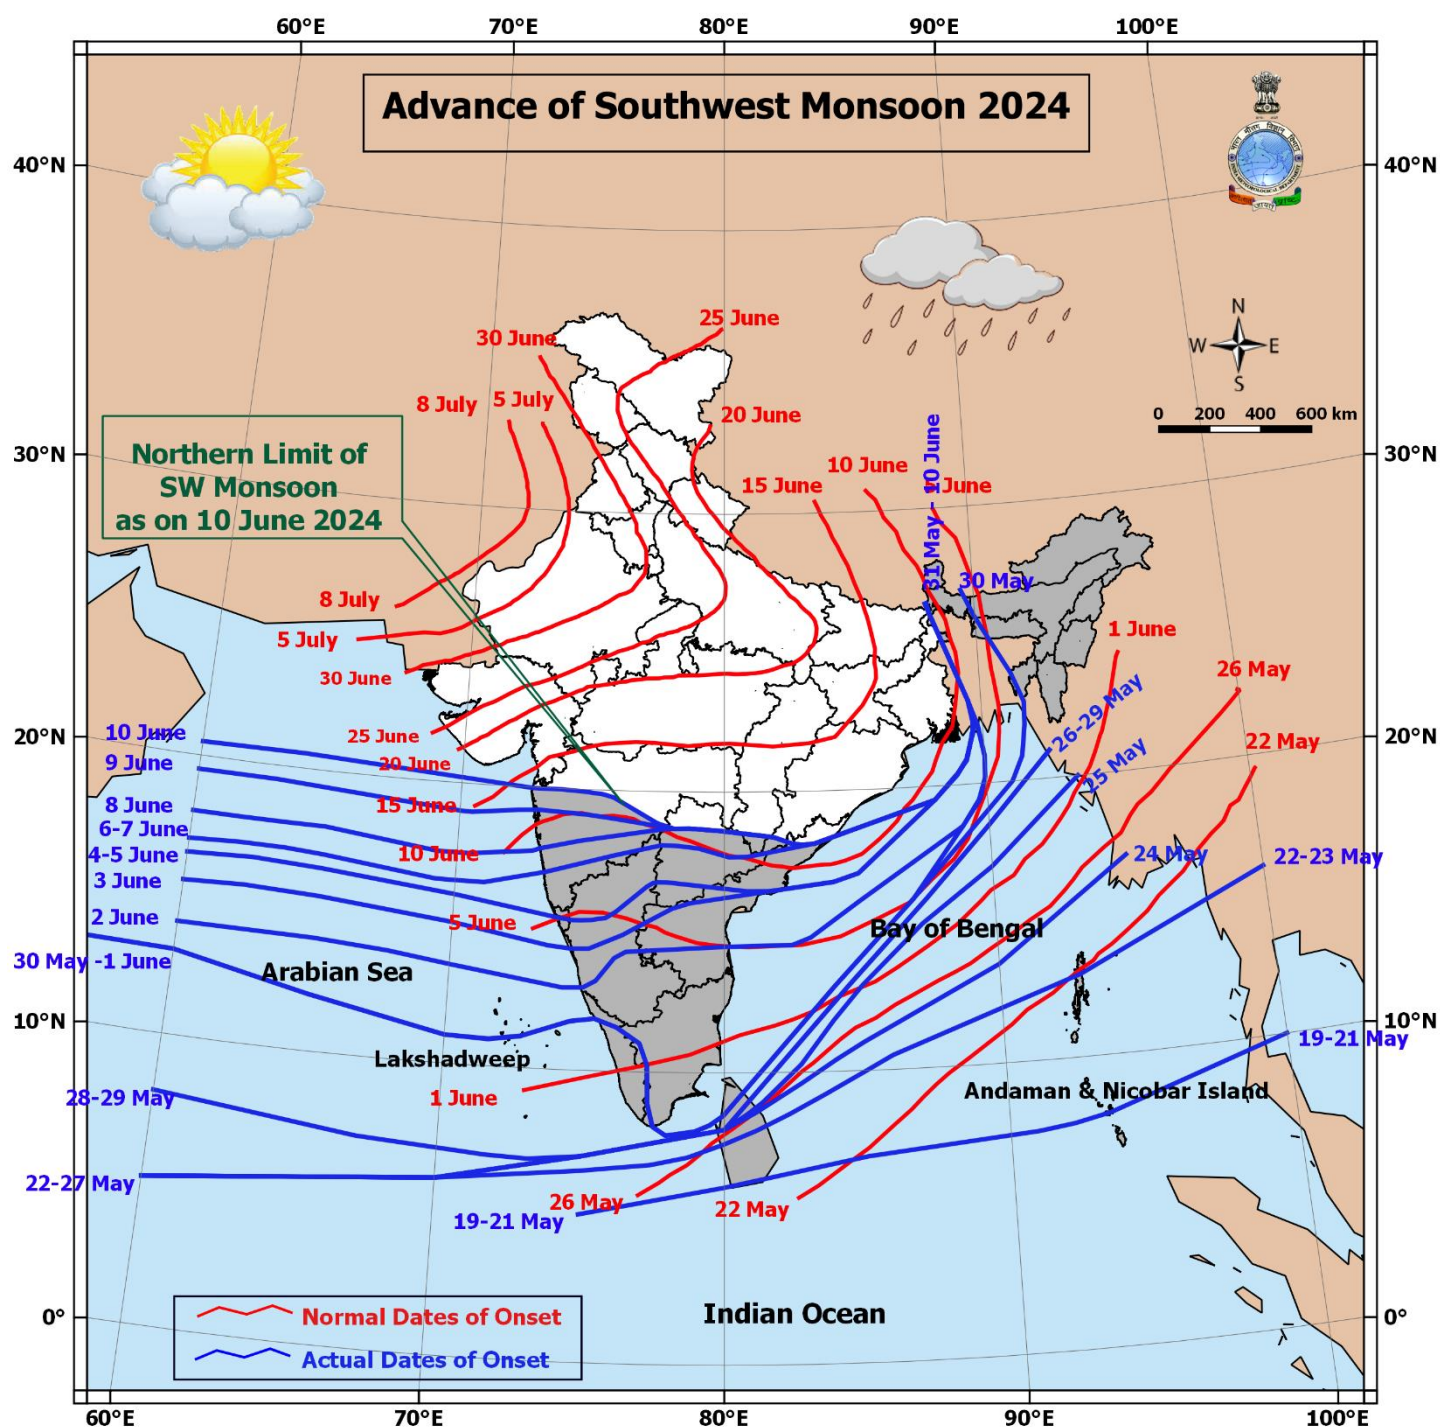 60°E 70°E 80°E 90°E 100°E
Advance of Southwest Monsoon 2024
40°N
40°N
N
W E
S
0 200 400 600 km
25 June
30 June
8 July
5 July
20 June
Northern Limit of
SW Monsoon
as on 10 June 2024
30°N
30°N
15 June
10 June
31 May - 10 June
June
30 May
8 July
5 July
30 June
1 June
26 May
22 May
26-29 May
25 May
20°N
20°N
25 June
20 June
15 June
10 June
5 June
10 June
9 June
8 June
6-7 June
4-5 June
3 June
2 June
30 May -1 June
24 May
22-23 May
Bay of Bengal
Arabian Sea
10°N
10°N
19-21 May
Lakshadweep
Andaman & Nicobar Island
1 June
28-29 May
22-27 May
26 May
22 May
19-21 May
Indian Ocean
0°
0°
Normal Dates of Onset
Actual Dates of Onset
60°E 70°E 80°E 90°E 100°E